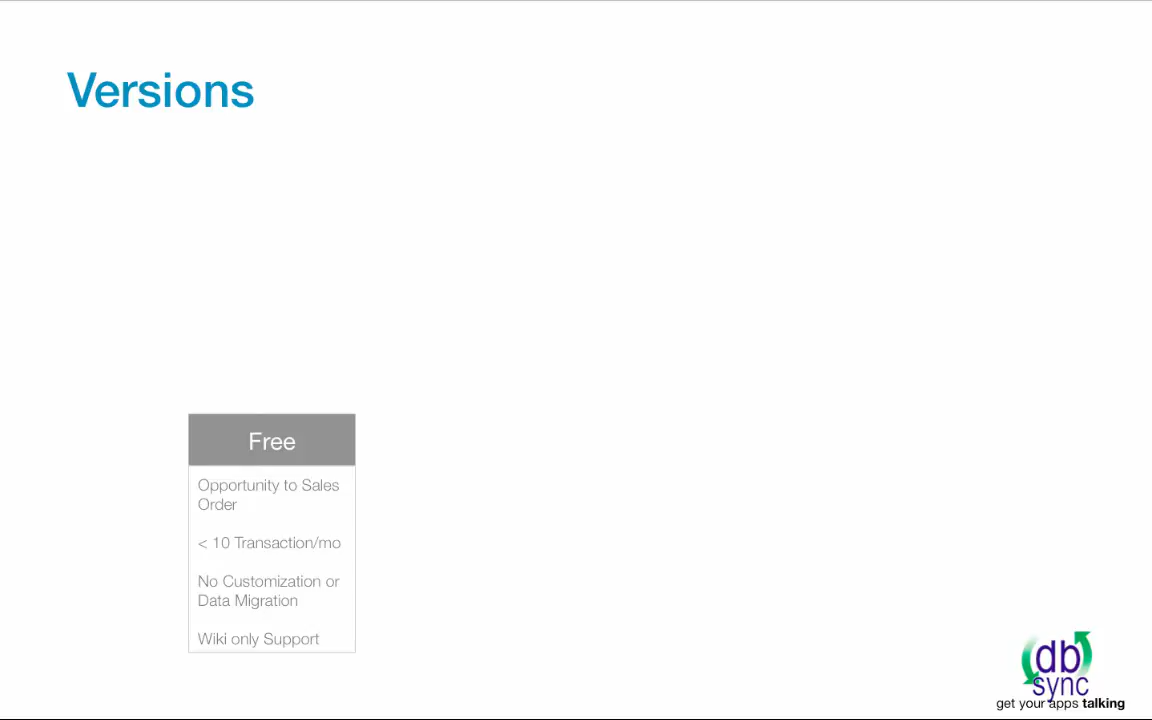 Versions
Free
Opportunity to Sales
Order
< 10 Transaction/mo
No Customization or
Data Migration
Wiki only Support
db
sync
get your apps talking